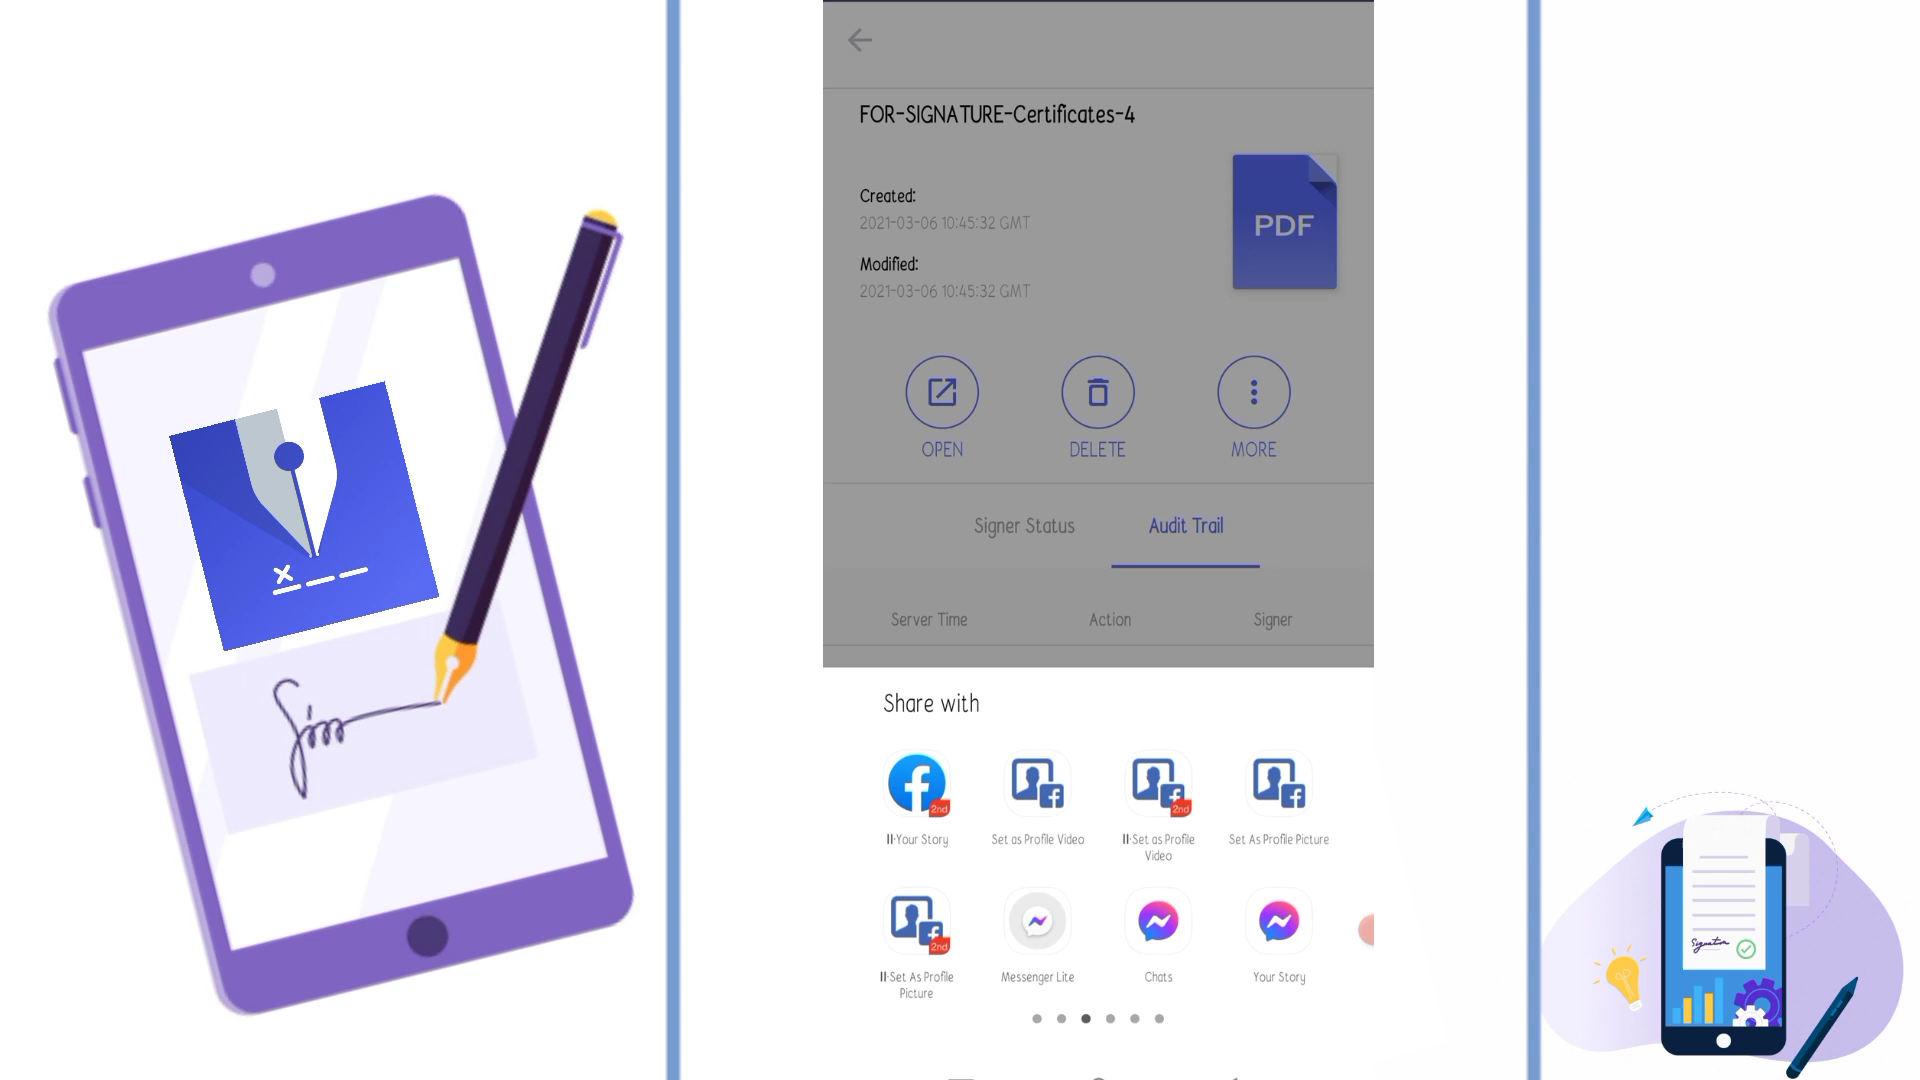 FOR-SIGNATURE-Certificates-4
Created:
2021-03-06 10:45:32 GMT
Modified:
2021-03-06 10:45:32 GMT
PDF
OPEN
DELETE
MORE
Signer Status
Audit Trail
Server Time
Action
Signer
Share with
2nd
2nd
II-Your Story
Set as Profile Video
II-Set as Profile
Video
Set As Profile Picture
2nd
II-Set As Profile
Picture
Messenger Lite
Chats
Your Story
Signature